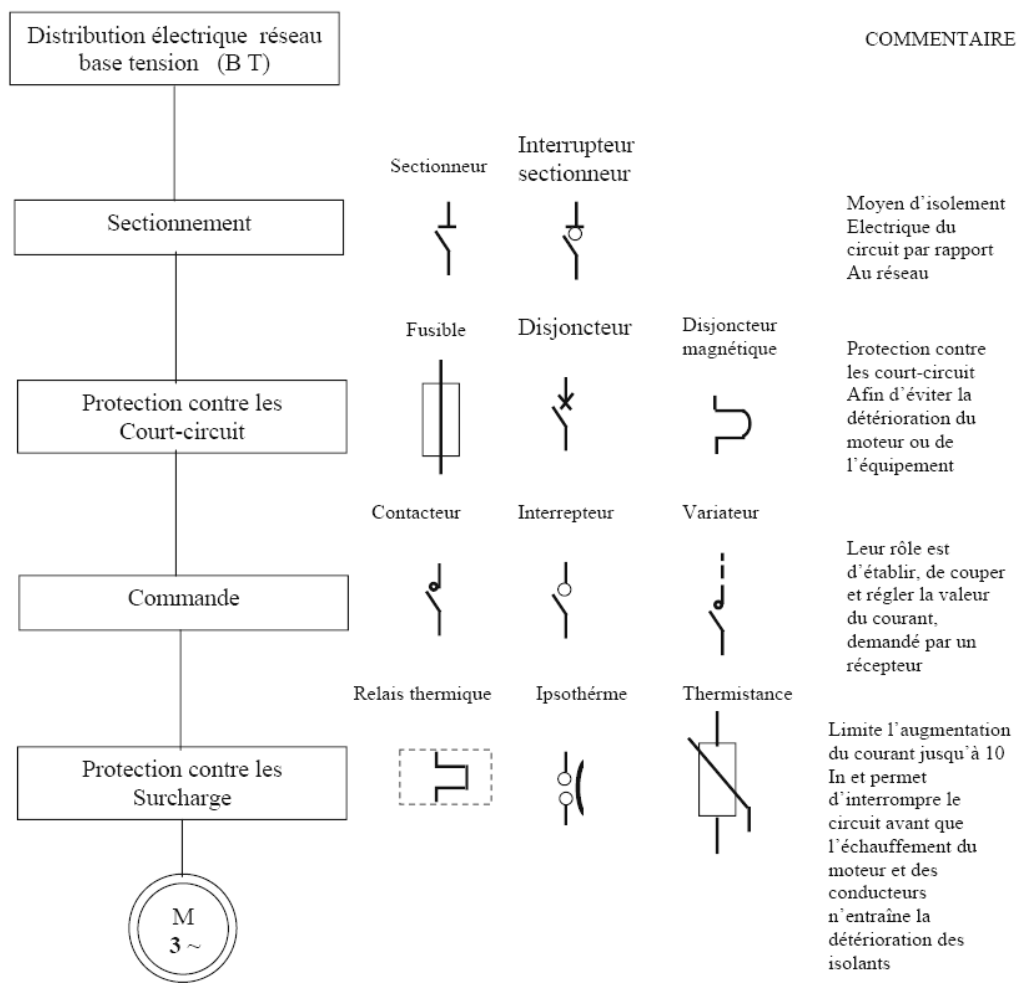 Distribution électrique réseau
base tension (B T)
COMMENTAIRE
Sectionneur
Interrupteur
sectionneur
Sectionnement
Moyen d’isolement
Electrique du
circuit par rapport
Au réseau
Fusible
Disjoncteur
Disjoncteur
magnétique
Protection contre les
Court-circuit
Protection contre
les court-circuit
Afin d’éviter la
détérioration du
moteur ou de
l’équipement
Contacteur
Interrepteur
Variateur
Commande
Leur rôle est
d’établir, de couper
et régler la valeur
du courant,
demandé par un
récepteur
Relais thermique
Ipsothérme
Thermistance
Protection contre les
Surcharge
Limite l’augmentation
du courant jusqu’à 10
In et permet
d’interrompre le
circuit avant que
l’échauffement du
moteur et des
conducteurs
n’entraîne la
détérioration des
isolants
M
3 ~